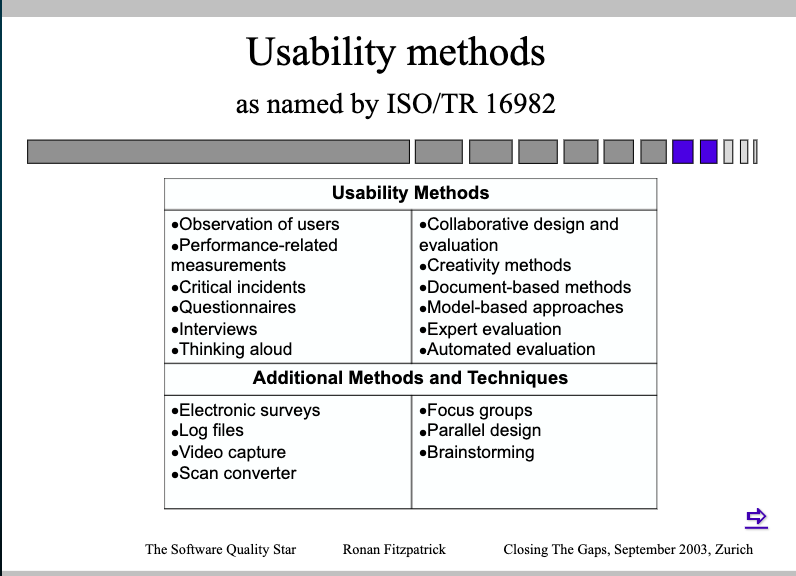 Usability methods
as named by ISO/TR 16982
Usability Methods
•Observation of users
•Performance-related
measurements
•Critical incidents
•Questionnaires
•Interviews
•Thinking aloud
•Collaborative design and
evaluation
•Creativity methods
•Document-based methods
•Model-based approaches
•Expert evaluation
•Automated evaluation
Additional Methods and Techniques
•Electronic surveys
•Log files
•Video capture
•Scan converter
•Focus groups
•Parallel design
•Brainstorming
The Software Quality Star Ronan Fitzpatrick Closing The Gaps, September 2003, Zurich